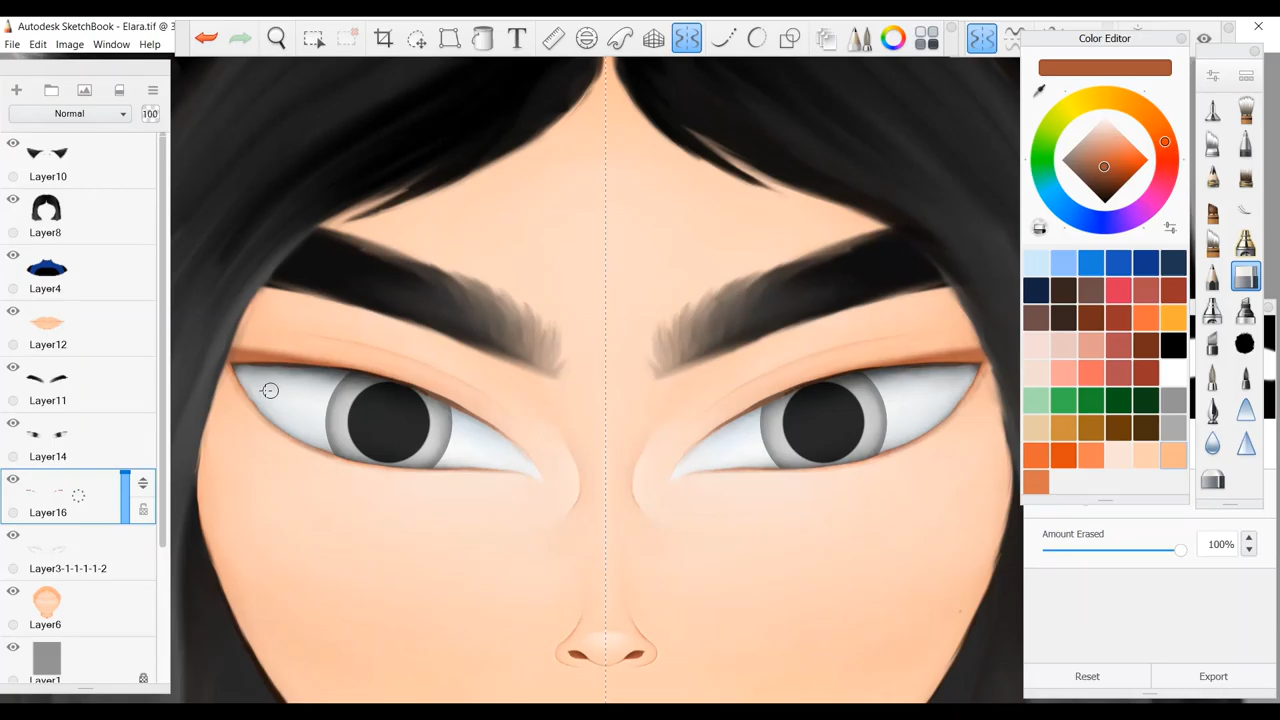 Autodesk SketchBook - Elara.tif @ 3
File Edit Image Window Help
T
Color Editor
Normal 100
Layer10
Layer8
Layer4
Layer12
Layer11
Layer14
Layer16
Layer3-1-1-1-1-2
Layer6
Layer1
Amount Erased 100%
Reset Export